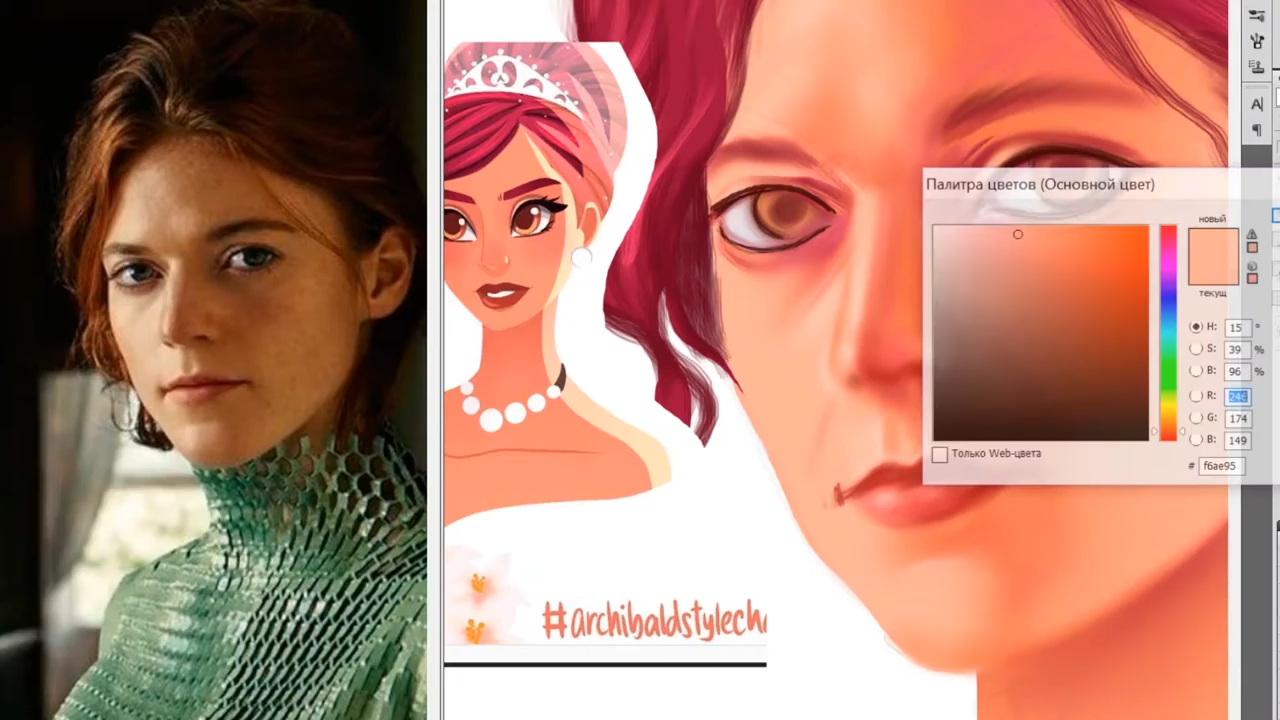 Палитра цветов (Основной цвет)
новый
текущ
H: 15 °
S: 39 %
B: 96 %
R: 246
G: 174
B: 149
Только Web-цвета
# f6ae95
A
¶
#archibaldstylech